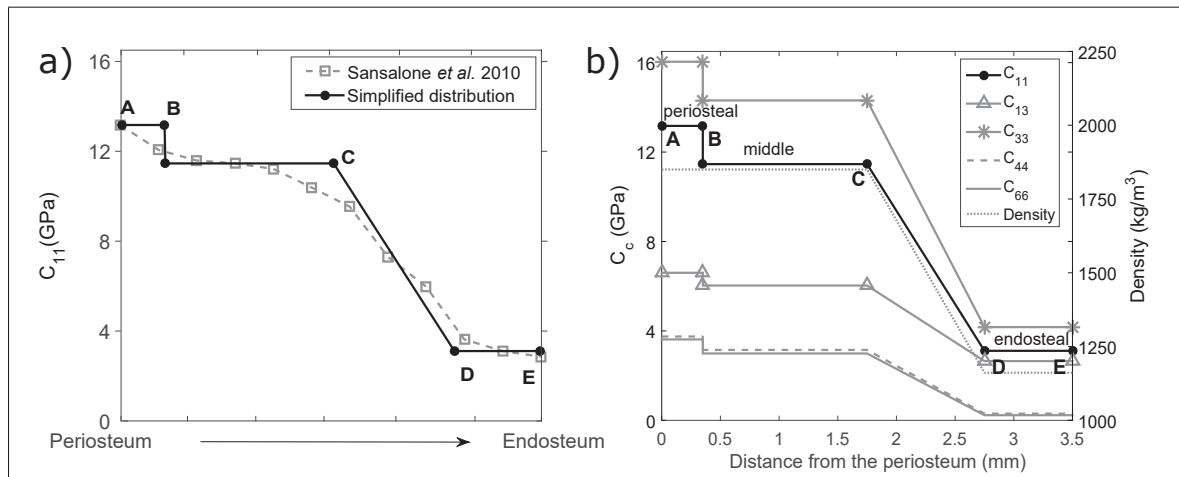 a)
16
12
8
4
0
C11(GPa)
A
B
C
D
E
Sansalone et al. 2010
Simplified distribution
Periosteum
Endosteum
b)
16
12
8
4
0
Cc (GPa)
periosteal
A
B
middle
C
endosteal
D
E
C11
C13
C33
C44
C66
Density
2250
2000
1750
1500
1250
1000
Density (kg/m3)
0
0.5
1
1.5
2
2.5
3
3.5
Distance from the periosteum (mm)